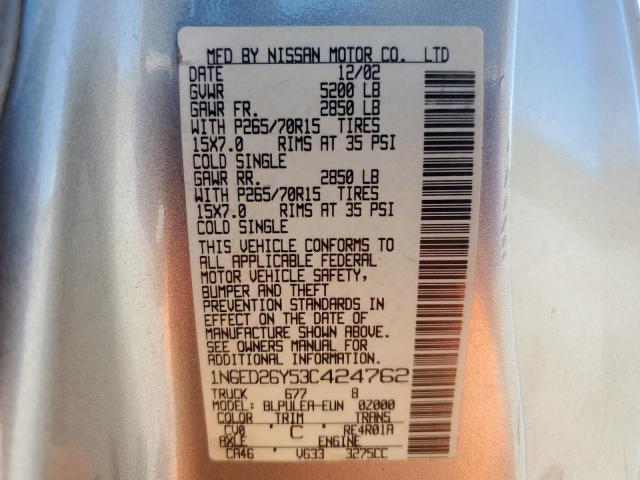 MFD BY NISSAN MOTOR CO. LTD
DATE 12/02
GVWR 5200 LB
GAWR FR. 2850 LB
WITH P265/70R15 TIRES
15X7.0 RIMS AT 35 PSI
COLD SINGLE
GAWR RR. 2850 LB
WITH P265/70R15 TIRES
15X7.0 RIMS AT 35 PSI
COLD SINGLE
THIS VEHICLE CONFORMS TO
ALL APPLICABLE FEDERAL
MOTOR VEHICLE SAFETY,
BUMPER AND THEFT
PREVENTION STANDARDS IN
EFFECT ON THE DATE OF
MANUFACTURE SHOWN ABOVE.
SEE OWNERS MANUAL FOR
ADDITIONAL INFORMATION.
1N6ED26Y53C424762
TRUCK 677 8
MODEL: BLPULEA-EUN 0Z000
COLOR TRIM TRANS
CV0 ' C ' RE4R01A
AXLE ENGINE
CA46 ' VG33 3275CC